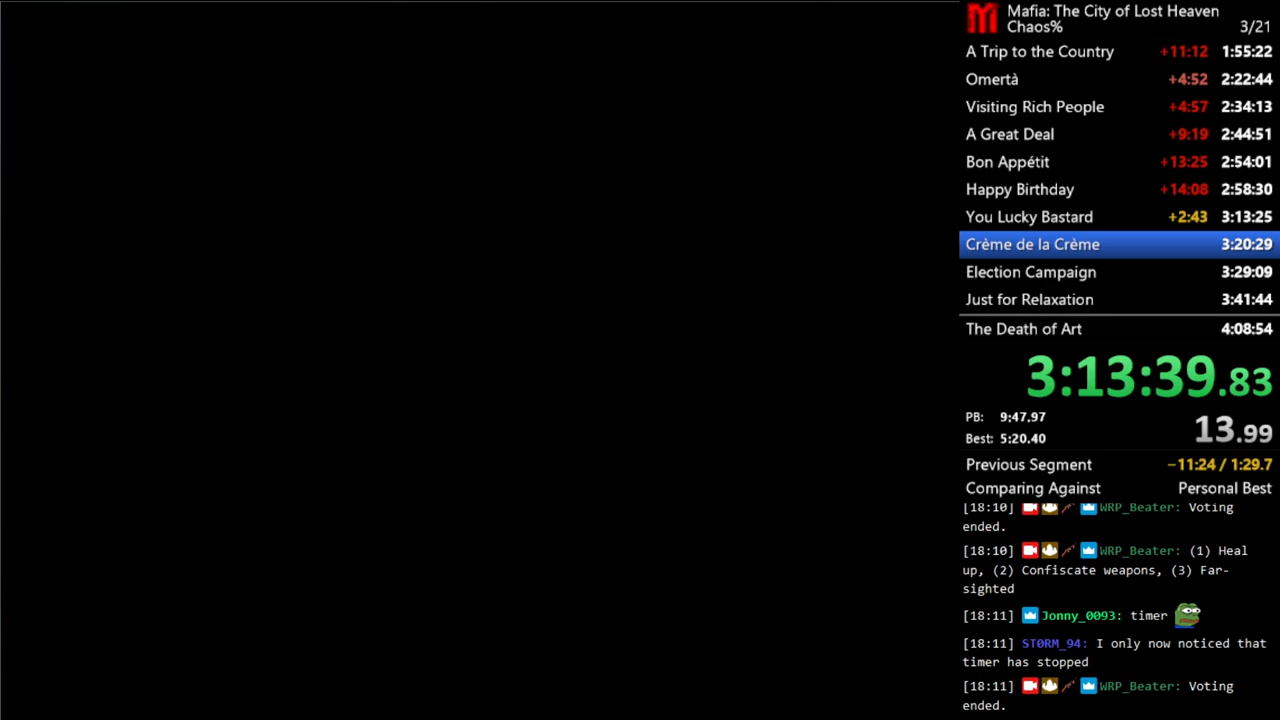 Mafia: The City of Lost Heaven
Chaos% 3/21
A Trip to the Country +11:12 1:55:22
Omertà +4:52 2:22:44
Visiting Rich People +4:57 2:34:13
A Great Deal +9:19 2:44:51
Bon Appétit +13:25 2:54:01
Happy Birthday +14:08 2:58:30
You Lucky Bastard +2:43 3:13:25
Crème de la Crème 3:20:29
Election Campaign 3:29:09
Just for Relaxation 3:41:44
The Death of Art 4:08:54
3:13:39.83
PB: 9:47.97
Best: 5:20.40
13.99
Previous Segment −11:24 / 1:29.7
Comparing Against Personal Best
[18:10] WRP_Beater: Voting
ended.
[18:10] WRP_Beater: (1) Heal
up, (2) Confiscate weapons, (3) Far-
sighted
[18:11] Jonny_0093: timer
[18:11] ST0RM_94: I only now noticed that
timer has stopped
[18:11] WRP_Beater: Voting
ended.